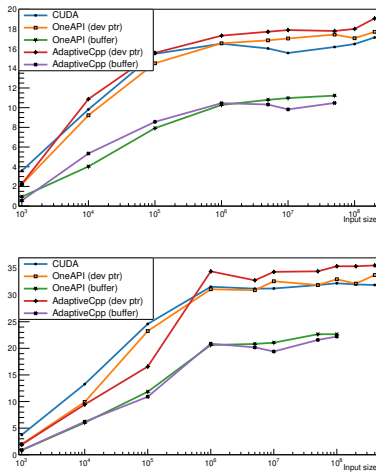 20
18
16
14
12
10
8
6
4
2
0
CUDA
OneAPI (dev ptr)
OneAPI (buffer)
AdaptiveCpp (dev ptr)
AdaptiveCpp (buffer)
10³ 10⁴ 10⁵ 10⁶ 10⁷ 10⁸
Input size
35
30
25
20
15
10
5
0
CUDA
OneAPI (dev ptr)
OneAPI (buffer)
AdaptiveCpp (dev ptr)
AdaptiveCpp (buffer)
10³ 10⁴ 10⁵ 10⁶ 10⁷ 10⁸
Input size